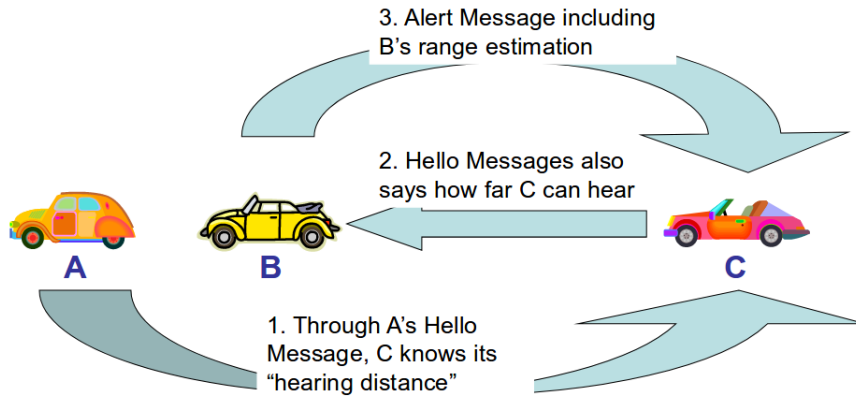 3. Alert Message including
B's range estimation
2. Hello Messages also
says how far C can hear
A
B
C
1. Through A's Hello
Message, C knows its
“hearing distance”